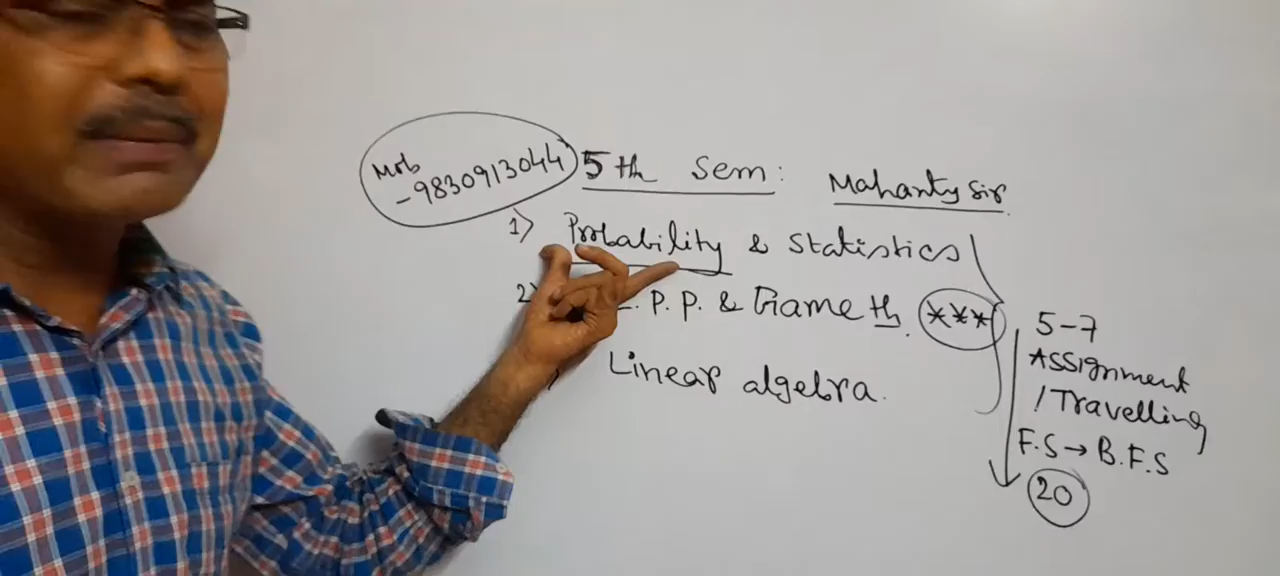 Mob
- 9830913044
5th Sem:
Mahanty Sir
1) Probability & Statistics
2) . P. P. & Game th. ***
) Linear algebra.
5-7
Assignment
/ Travelling
F.S → B.F.S
20